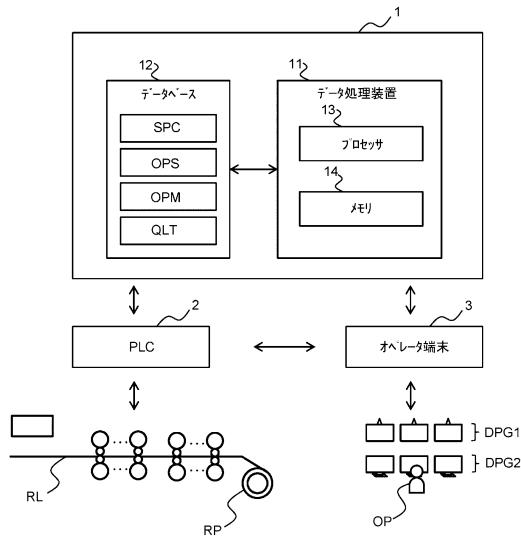 1
12
データベース
SPC
OPS
OPM
QLT
11
データ処理装置
13
プロセッサ
14
メモリ
2
PLC
3
オペレータ端末
DPG1
DPG2
RL
RP
OP